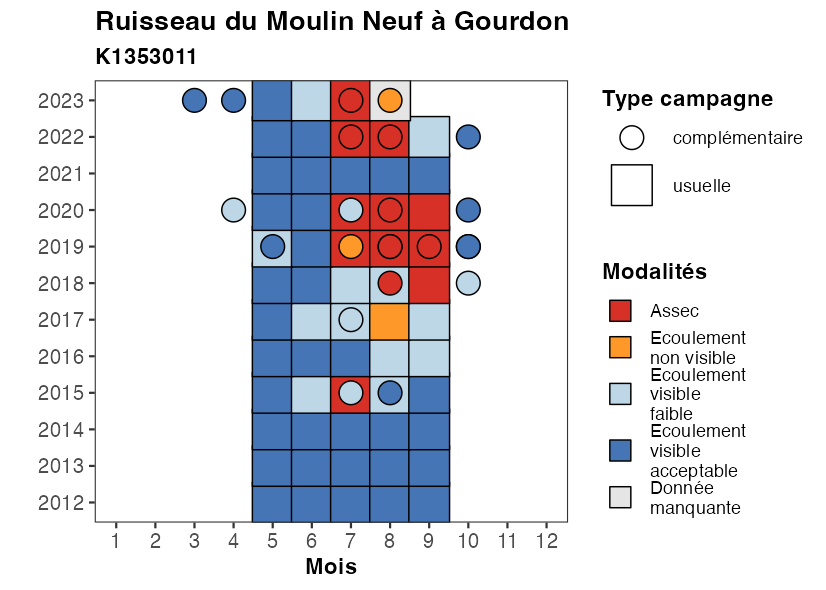 Ruisseau du Moulin Neuf à Gourdon
K1353011
2023
2022
2021
2020
2019
2018
2017
2016
2015
2014
2013
2012
1 2 3 4 5 6 7 8 9 10 11 12
Mois
Type campagne
complémentaire
usuelle
Modalités
Assec
Ecoulement
non visible
Ecoulement
visible
faible
Ecoulement
visible
acceptable
Donnée
manquante